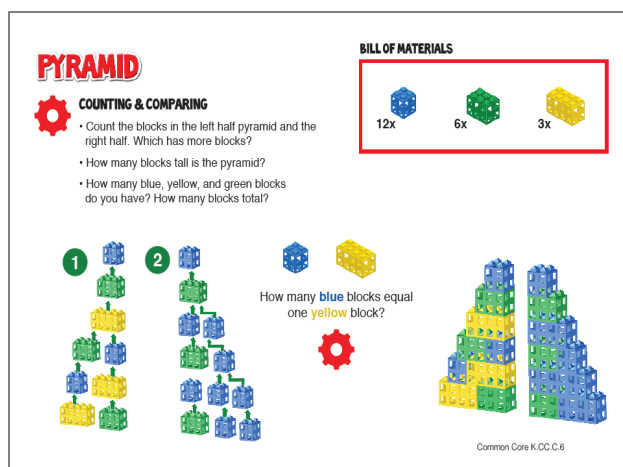 PYRAMID
COUNTING & COMPARING
• Count the blocks in the left half pyramid and the
right half. Which has more blocks?
• How many blocks tall is the pyramid?
• How many blue, yellow, and green blocks
do you have? How many blocks total?
BILL OF MATERIALS
12x 6x 3x
1 2
How many blue blocks equal
one yellow block?
Common Core K.CC.C.6